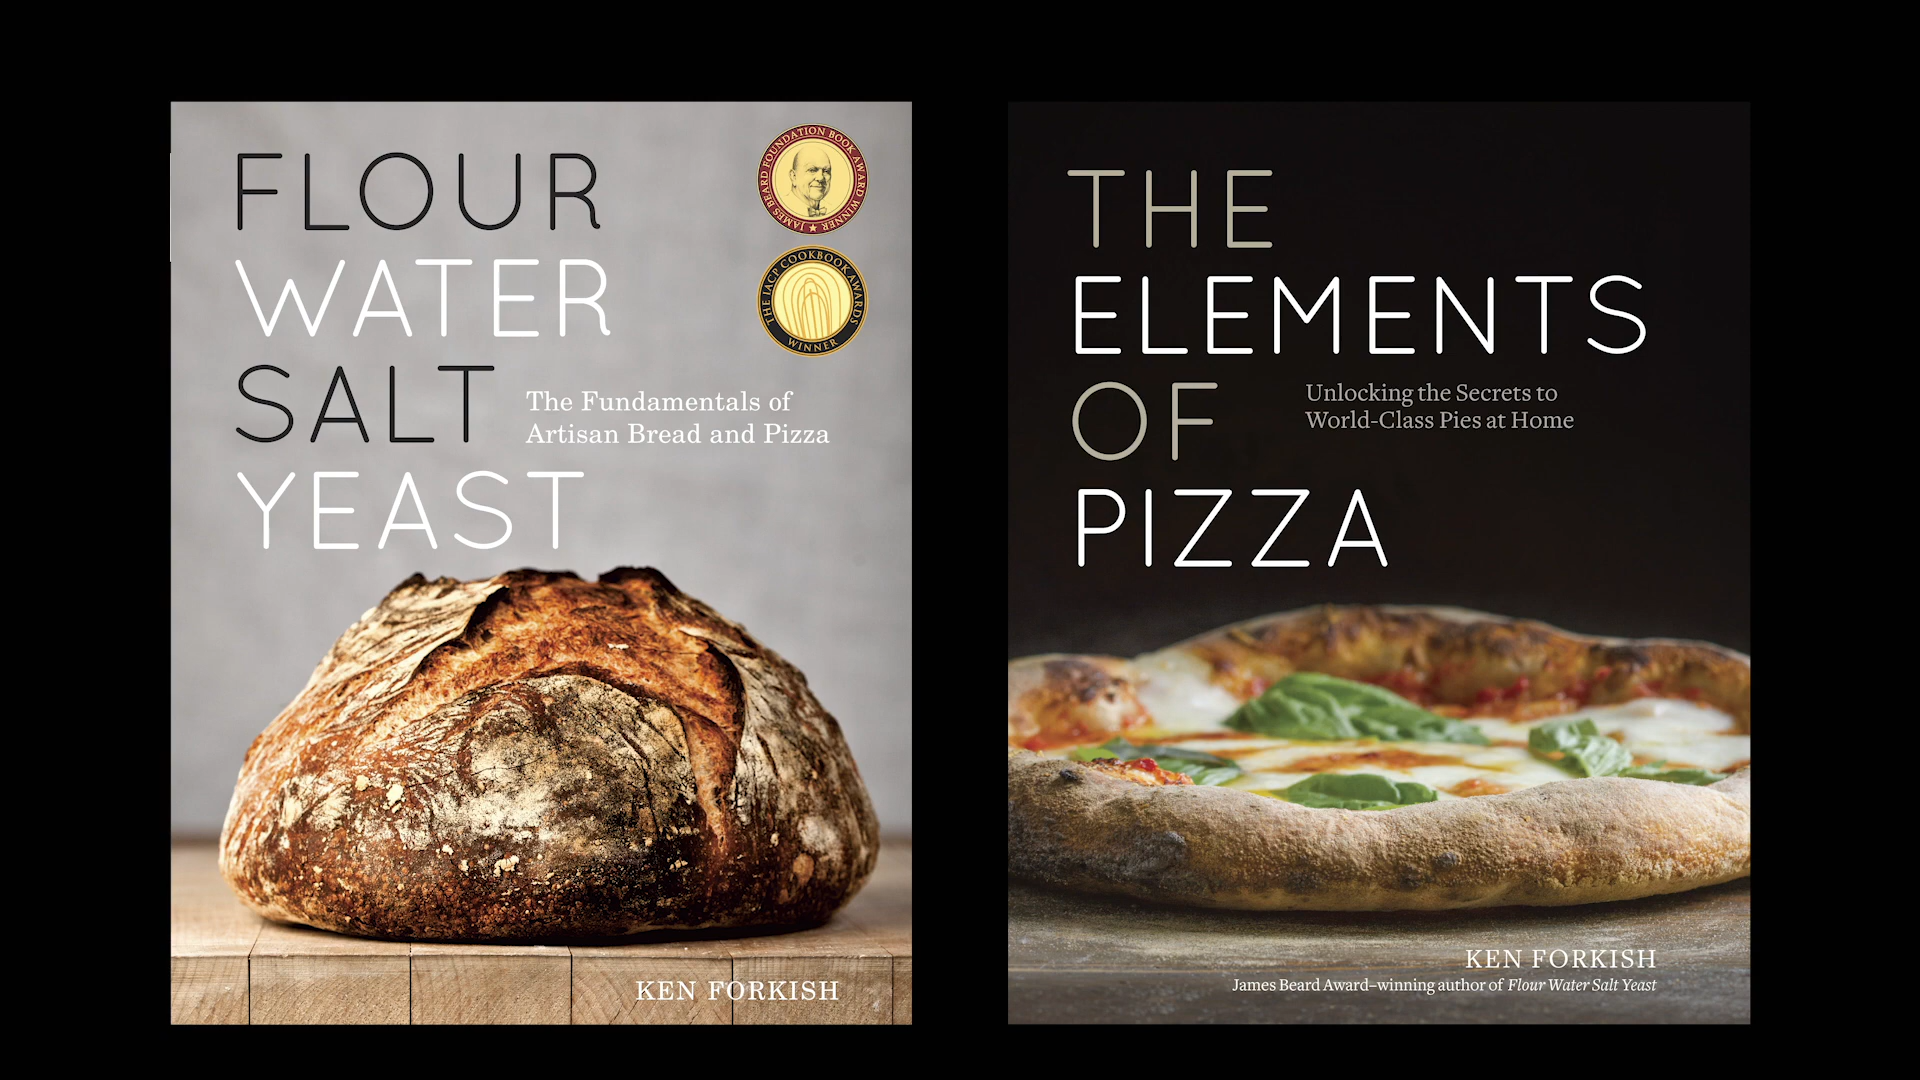 FLOUR
WATER
SALT
YEAST
The Fundamentals of
Artisan Bread and Pizza
JAMES BEARD FOUNDATION BOOK AWARD WINNER
THE IACP COOKBOOK AWARDS
WINNER
KEN FORKISH
THE
ELEMENTS
OF
PIZZA
Unlocking the Secrets to
World-Class Pies at Home
KEN FORKISH
James Beard Award–winning author of Flour Water Salt Yeast